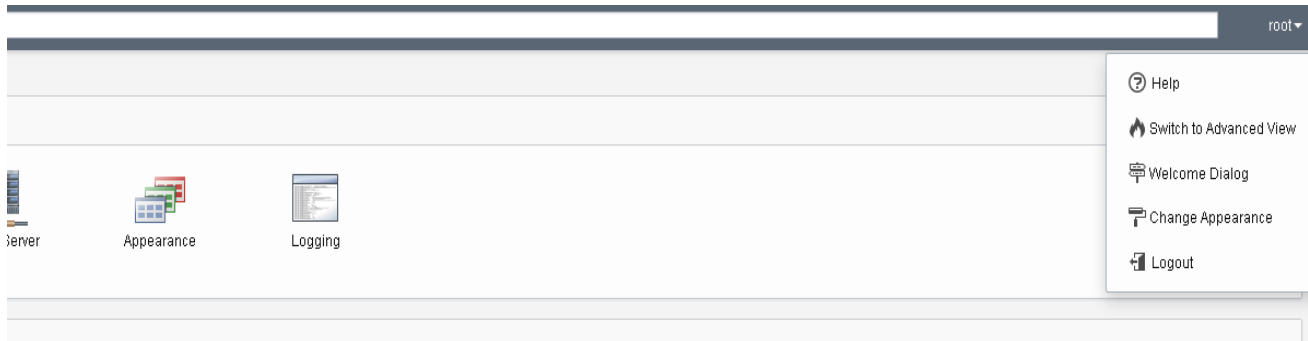 root
Help
Switch to Advanced View
Welcome Dialog
Change Appearance
Logout
Server
Appearance
Logging